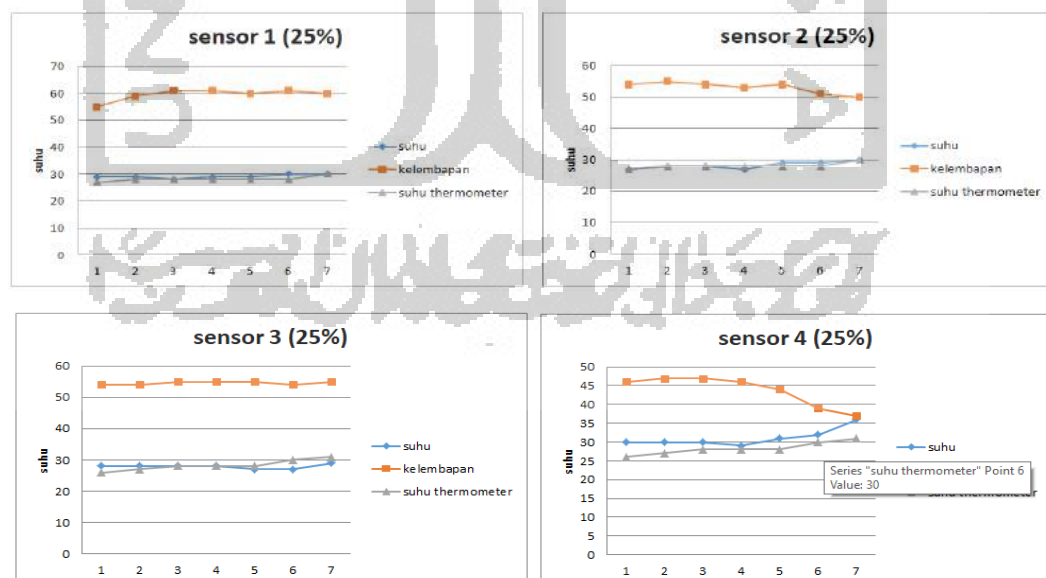 sensor 1 (25%)
70
60
50
40
30
20
10
0
suhu
1 2 3 4 5 6 7
suhu
kelembapan
suhu thermometer
sensor 2 (25%)
60
50
40
30
20
10
0
suhu
1 2 3 4 5 6 7
suhu
kelembapan
suhu thermometer
sensor 3 (25%)
60
50
40
30
20
10
0
suhu
1 2 3 4 5 6 7
suhu
kelembapan
suhu thermometer
sensor 4 (25%)
50
45
40
35
30
25
20
15
10
5
0
suhu
1 2 3 4 5 6 7
suhu
Series "suhu thermometer" Point 6
Value: 30
suhu thermometer